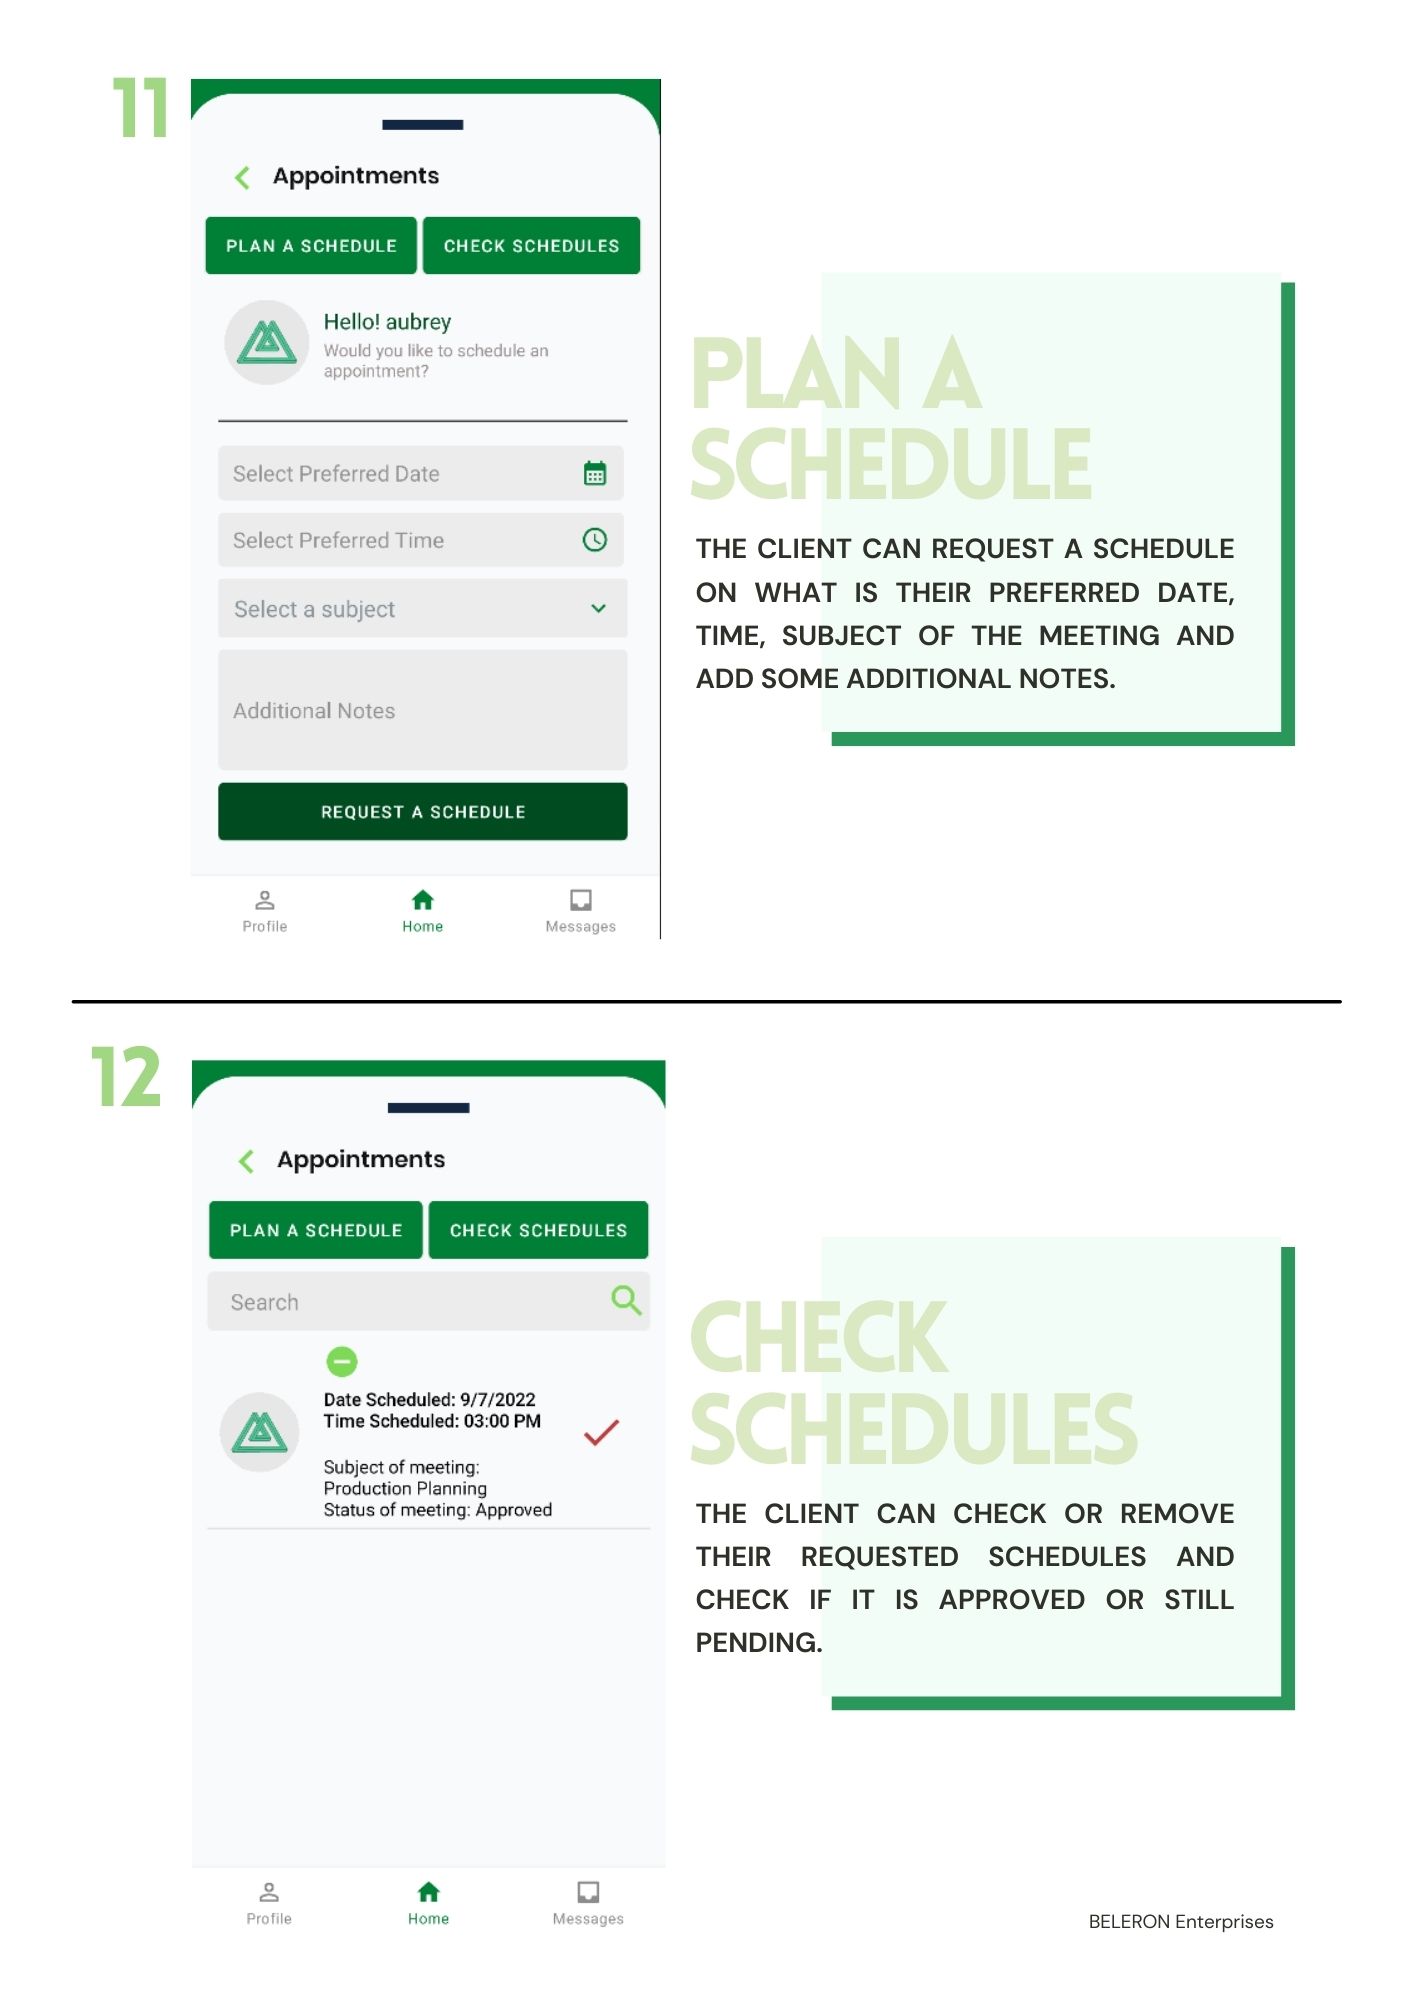 11
Appointments
PLAN A SCHEDULE
CHECK SCHEDULES
Hello! aubrey
Would you like to schedule an
appointment?
Select Preferred Date
Select Preferred Time
Select a subject
Additional Notes
REQUEST A SCHEDULE
Profile
Home
Messages
PLAN A
SCHEDULE
THE CLIENT CAN REQUEST A SCHEDULE
ON WHAT IS THEIR PREFERRED DATE,
TIME, SUBJECT OF THE MEETING AND
ADD SOME ADDITIONAL NOTES.
12
Appointments
PLAN A SCHEDULE
CHECK SCHEDULES
Search
Date Scheduled: 9/7/2022
Time Scheduled: 03:00 PM
Subject of meeting:
Production Planning
Status of meeting: Approved
Profile
Home
Messages
CHECK
SCHEDULES
THE CLIENT CAN CHECK OR REMOVE
THEIR REQUESTED SCHEDULES AND
CHECK IF IT IS APPROVED OR STILL
PENDING.
BELERON Enterprises